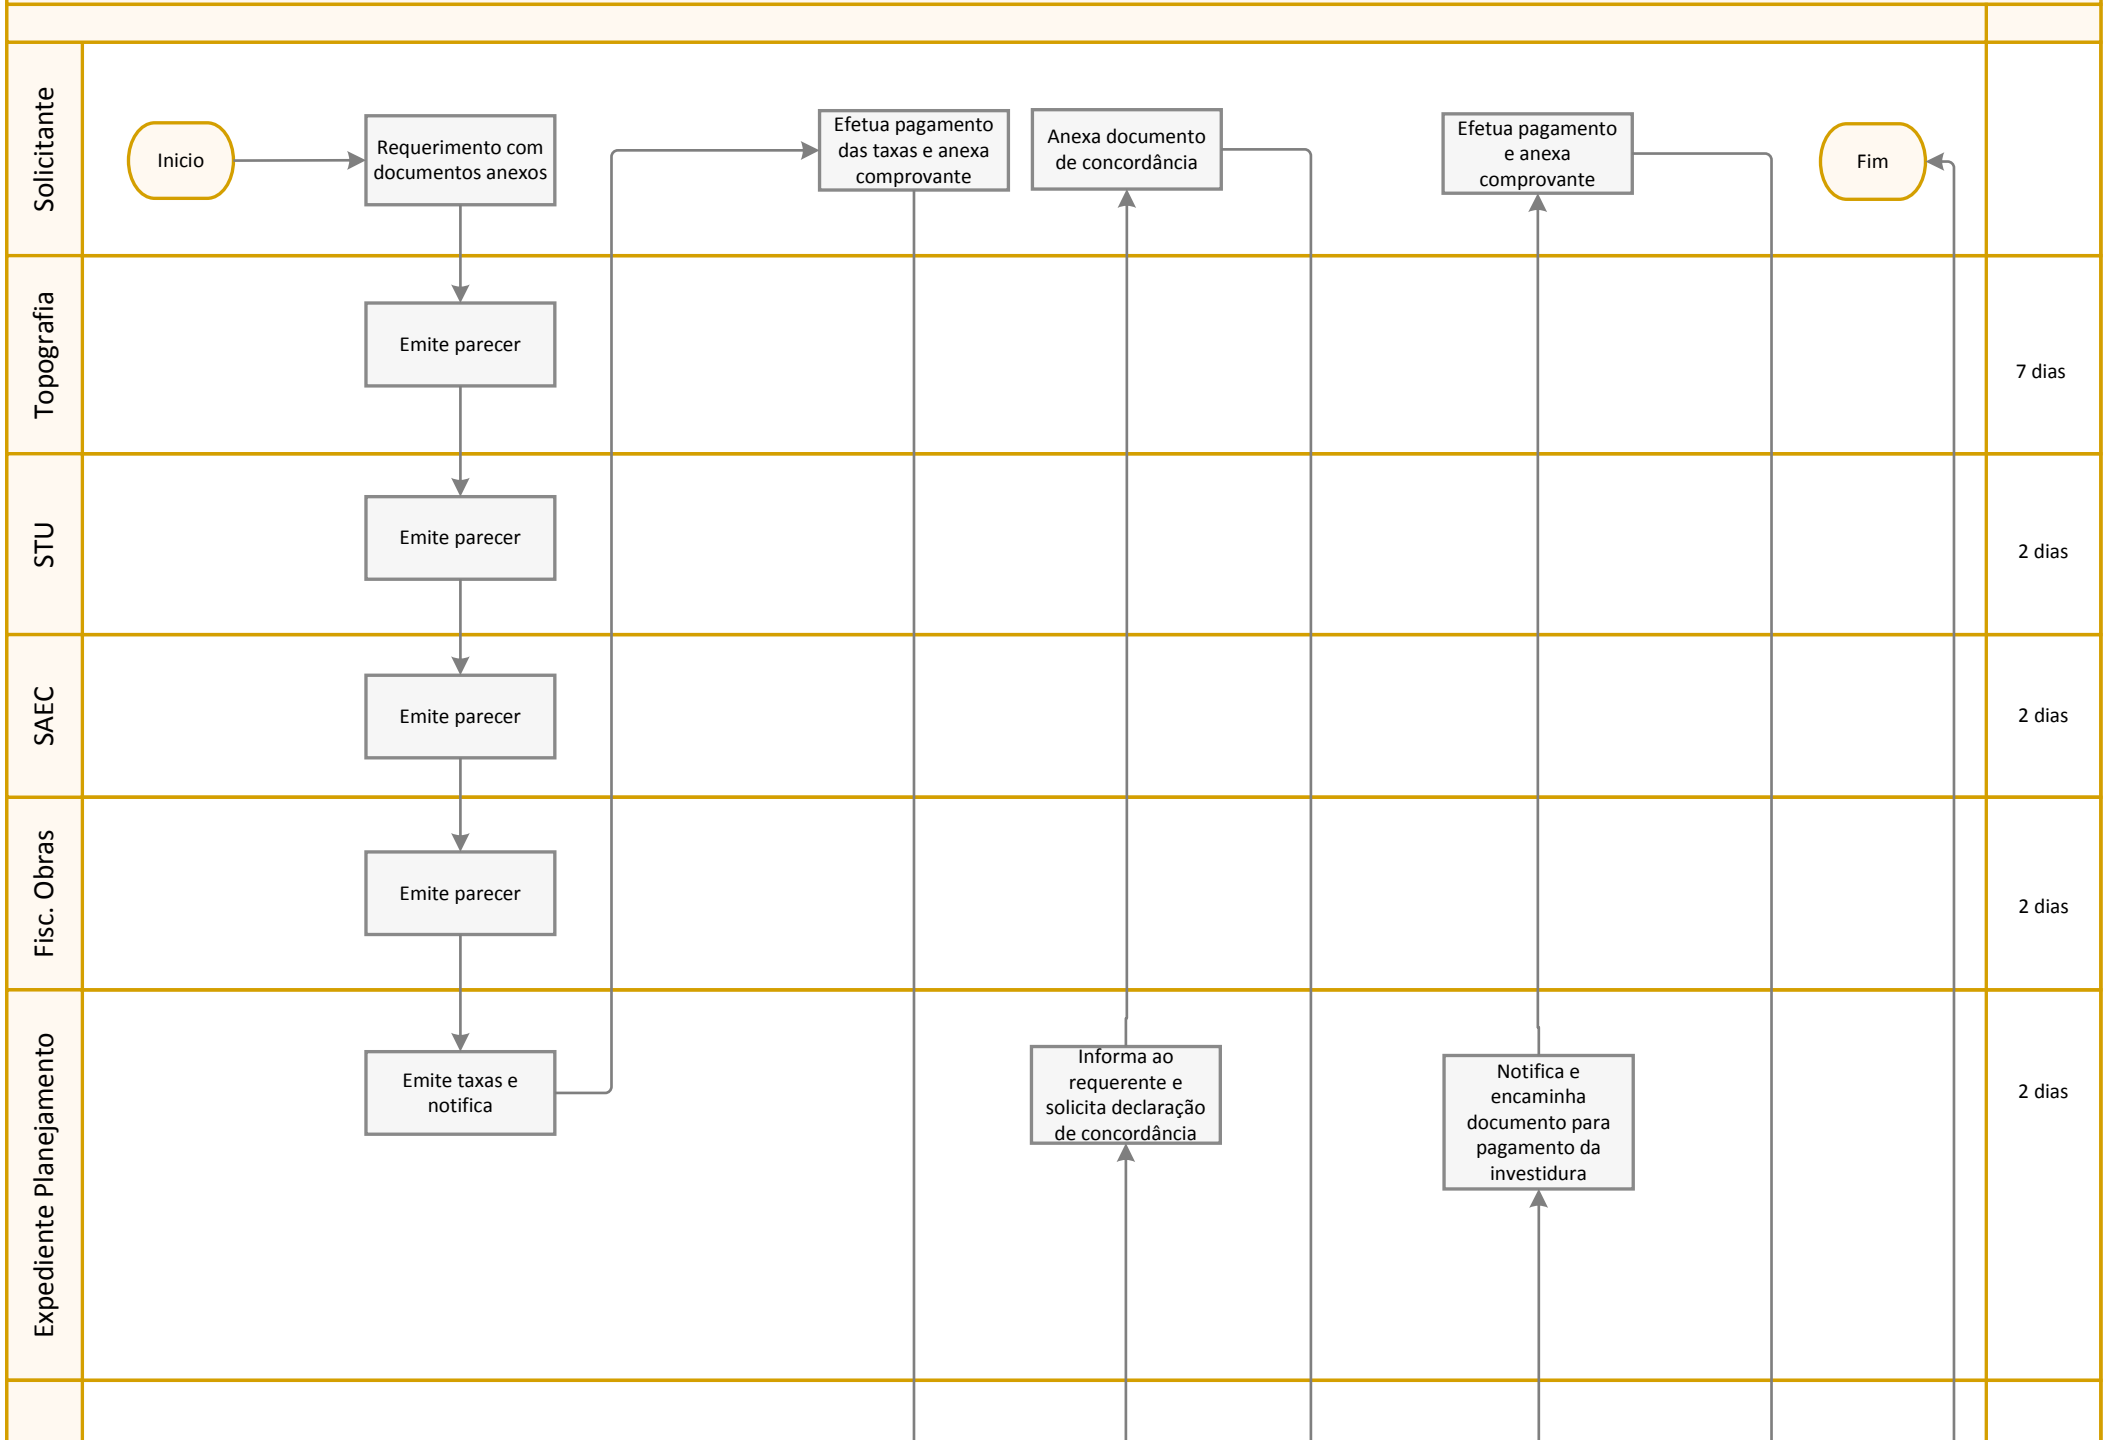 Solicitante
Inicio
Requerimento com
documentos anexos
Efetua pagamento
das taxas e anexa
comprovante
Anexa documento
de concordância
Efetua pagamento
e anexa
comprovante
Fim
Topografia
Emite parecer
7 dias
STU
Emite parecer
2 dias
SAEC
Emite parecer
2 dias
Fisc. Obras
Emite parecer
2 dias
Expediente Planejamento
Emite taxas e
notifica
Informa ao
requerente e
solicita declaração
de concordância
Notifica e
encaminha
documento para
pagamento da
investidura
2 dias